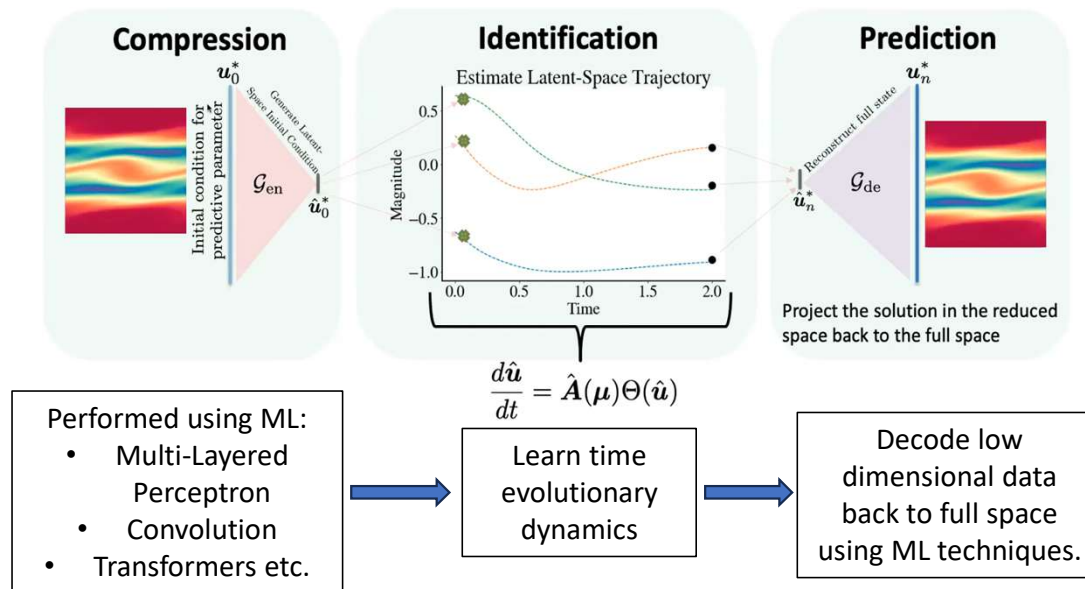 Compression
Identification
Prediction
𝒖₀*
Initial condition for
predictive parameter
Generate Latent-
Space Initial Condition
𝒢ₑₙ
û₀*
Estimate Latent-Space Trajectory
Magnitude
0.5
0.0
−0.5
−1.0
0.0 0.5 1.0 1.5 2.0
Time
𝒖ₙ*
Reconstruct full state
𝒢de
ûₙ*
Project the solution in the reduced
space back to the full space
dû/dt = Â(μ)Θ(û)
Performed using ML:
• Multi-Layered
Perceptron
• Convolution
• Transformers etc.
Learn time
evolutionary
dynamics
Decode low
dimensional data
back to full space
using ML techniques.